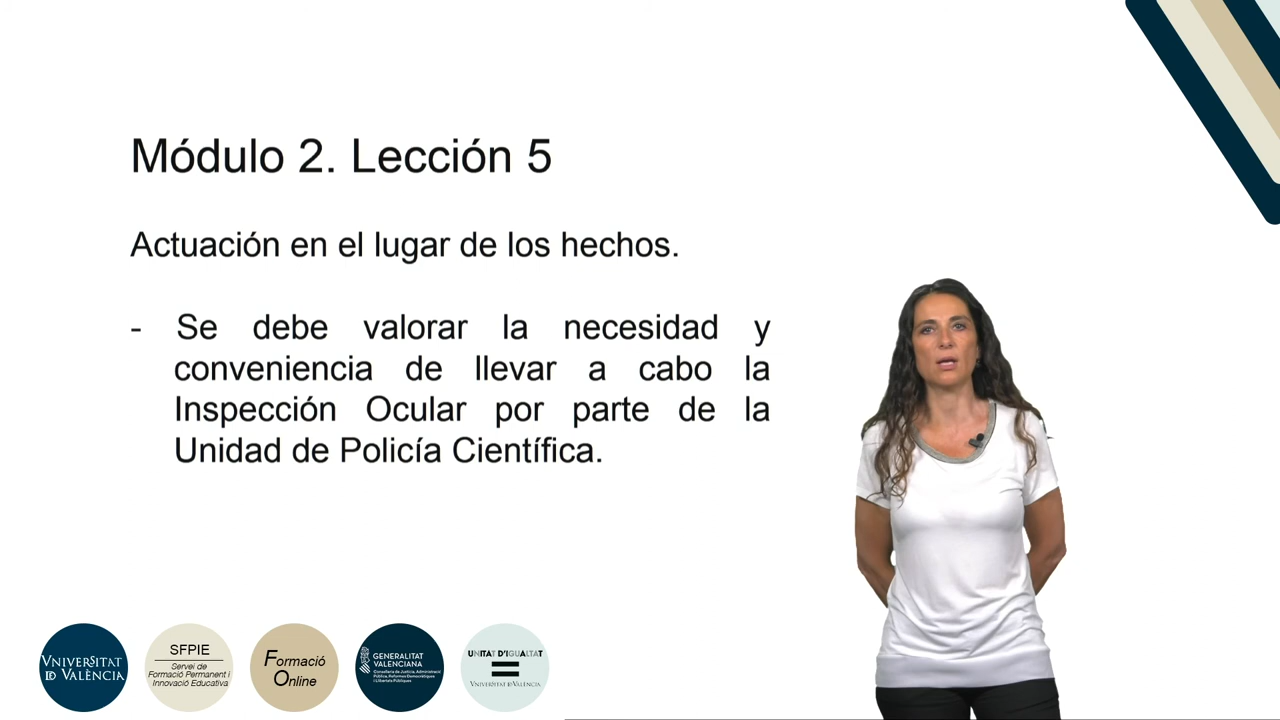 Módulo 2. Lección 5
Actuación en el lugar de los hechos.
- Se debe valorar la necesidad y
conveniencia de llevar a cabo la
Inspección Ocular por parte de la
Unidad de Policía Científica.
VNIVERSITAT
ID VALÈNCIA
SFPIE
Servei de
Formació Permanent i
Innovació Educativa
Formació
Online
GENERALITAT
VALENCIANA
Conselleria de Justícia, Administració
Pública, Reformes Democràtiques
i Llibertats Públiques
UNITAT D'IGUALTAT
VNIVERSITAT ID VALÈNCIA